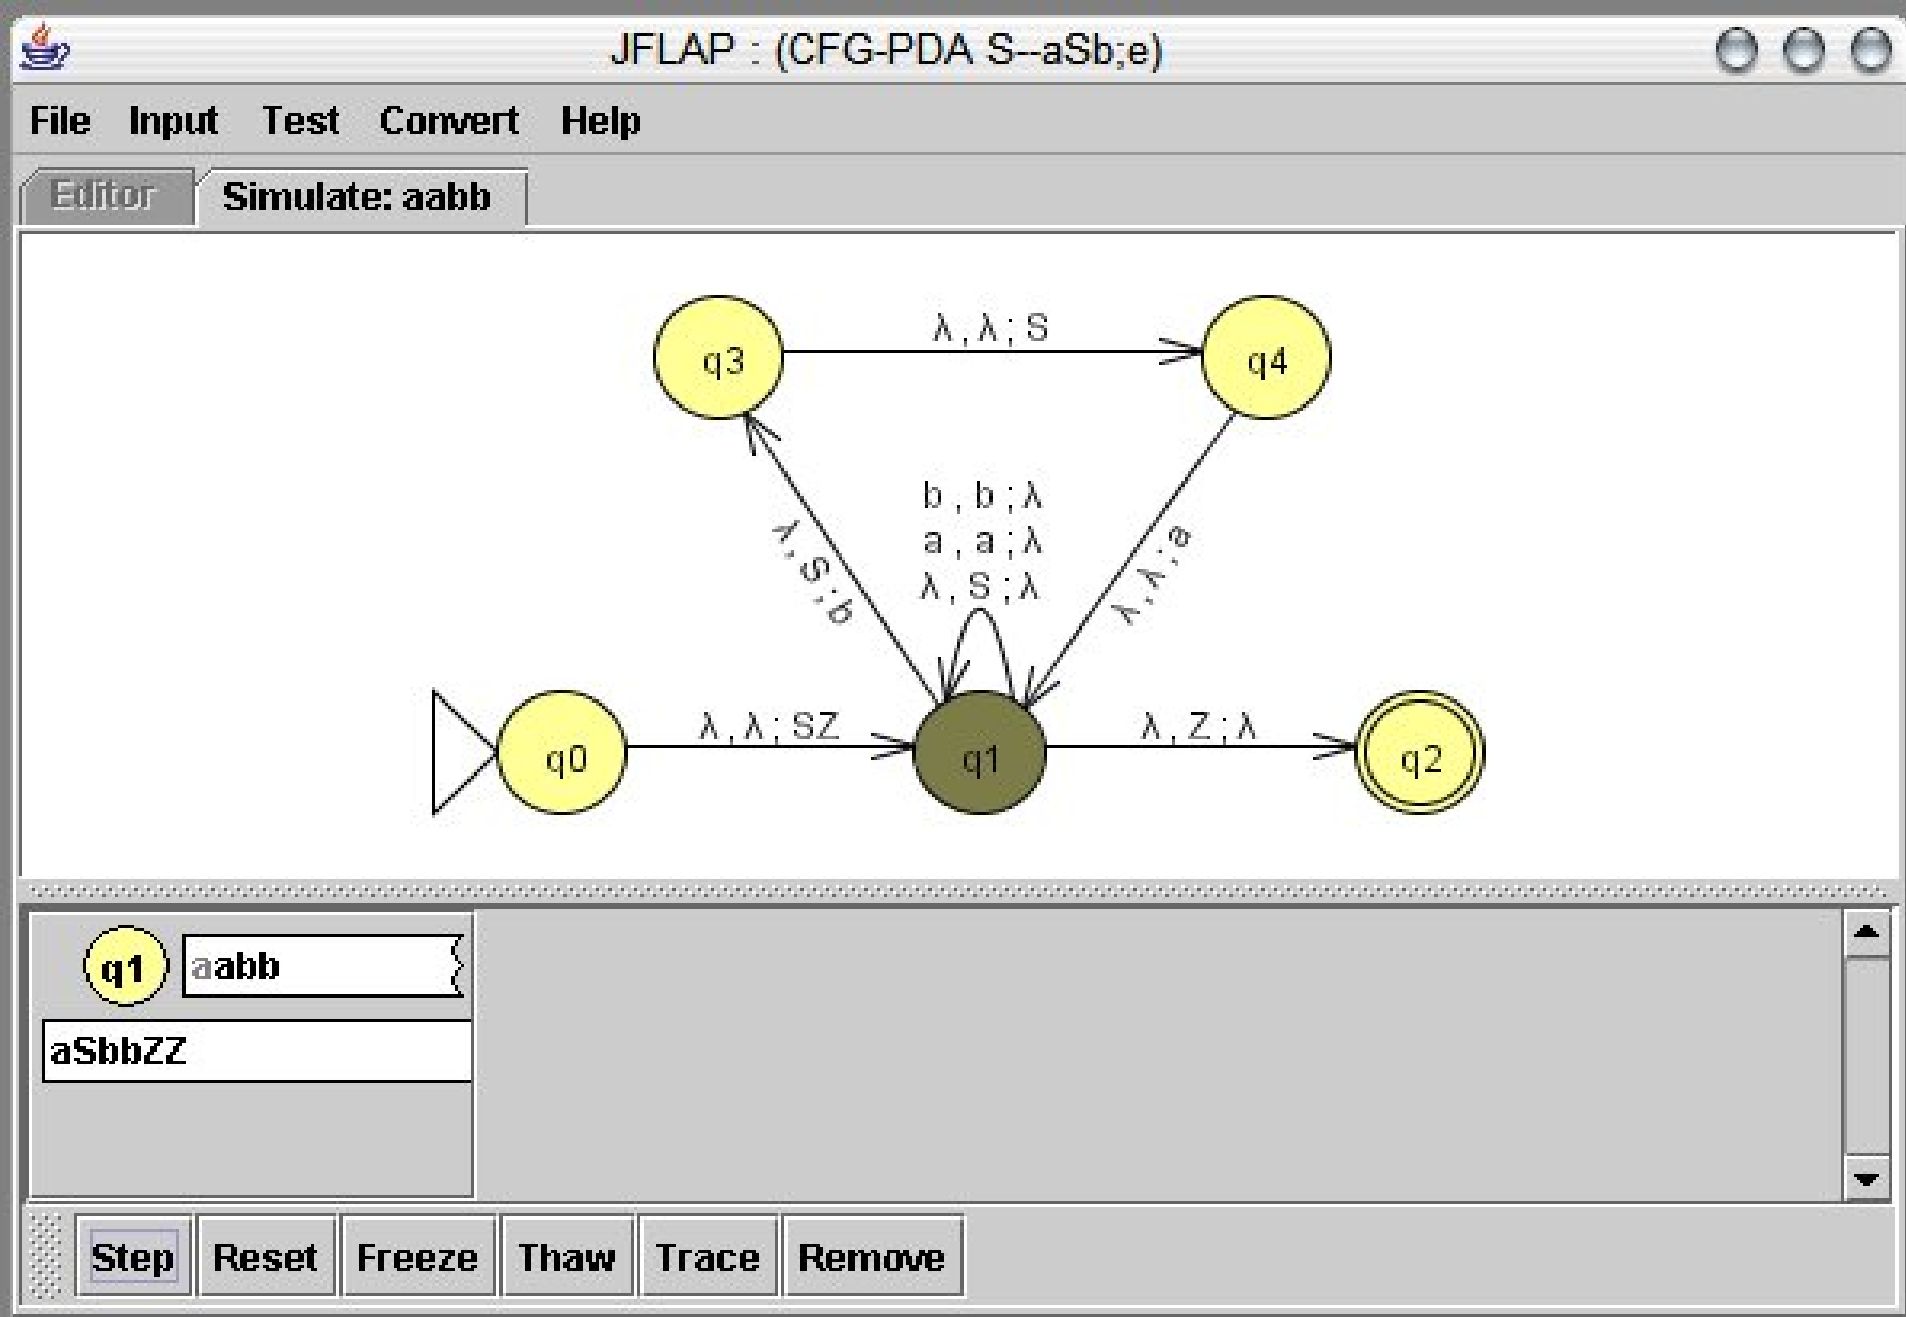 JFLAP : (CFG-PDA S--aSb;e)
File Input Test Convert Help
Editor Simulate: aabb
q3
λ , λ ; S
q4
λ , S ; b
b , b ; λ
a , a ; λ
λ , S ; λ
λ , λ ; a
q0
λ , λ ; SZ
q1
λ , Z ; λ
q2
q1 aabb
aSbbZZ
Step Reset Freeze Thaw Trace Remove